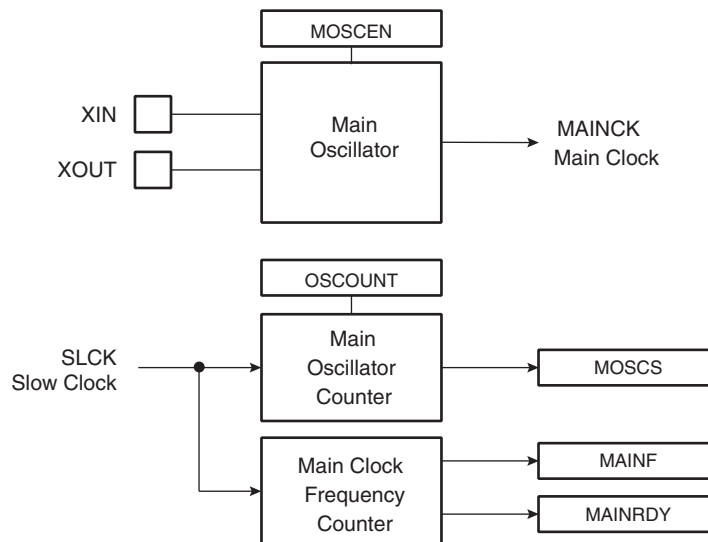 MOSCEN
XIN
XOUT
Main
Oscillator
MAINCK
Main Clock
OSCOUNT
SLCK
Slow Clock
Main
Oscillator
Counter
MOSCS
Main Clock
Frequency
Counter
MAINF
MAINRDY